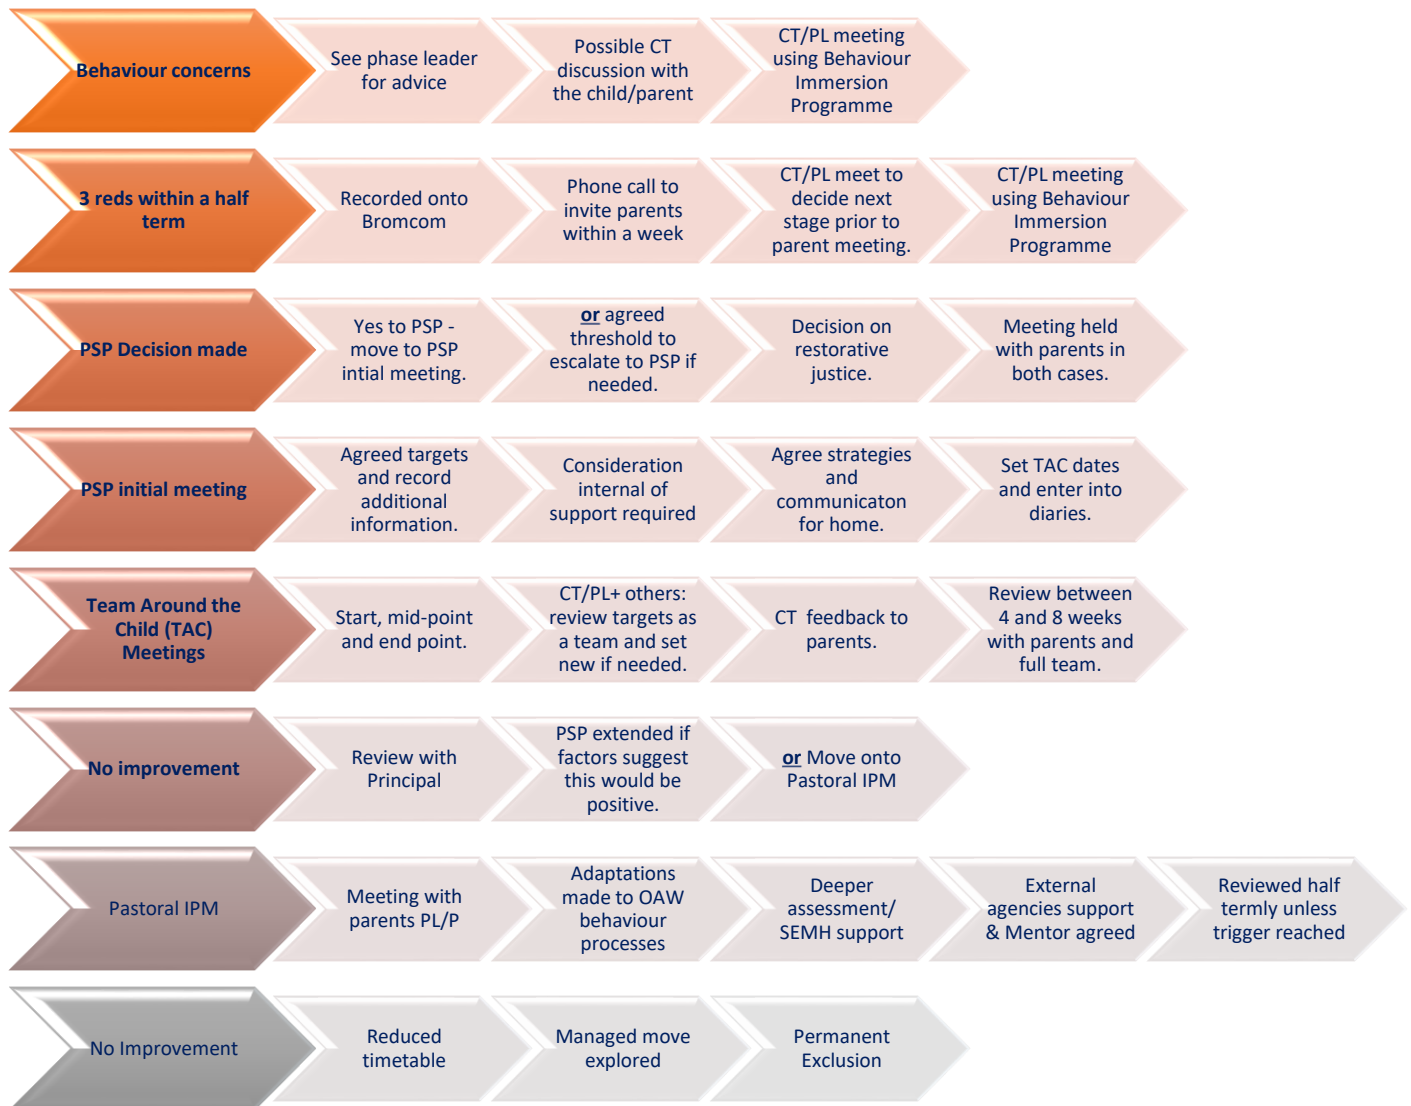 Behaviour concerns
See phase leader
for advice
Possible CT
discussion with
the child/parent
CT/PL meeting
using Behaviour
Immersion
Programme
3 reds within a half
term
Recorded onto
Bromcom
Phone call to
invite parents
within a week
CT/PL meet to
decide next
stage prior to
parent meeting.
CT/PL meeting
using Behaviour
Immersion
Programme
PSP Decision made
Yes to PSP -
move to PSP
intial meeting.
or agreed
threshold to
escalate to PSP if
needed.
Decision on
restorative
justice.
Meeting held
with parents in
both cases.
PSP initial meeting
Agreed targets
and record
additional
information.
Consideration
internal of
support required
Agree strategies
and
communicaton
for home.
Set TAC dates
and enter into
diaries.
Team Around the
Child (TAC)
Meetings
Start, mid-point
and end point.
CT/PL+ others:
review targets as
a team and set
new if needed.
CT feedback to
parents.
Review between
4 and 8 weeks
with parents and
full team.
No improvement
Review with
Principal
PSP extended if
factors suggest
this would be
positive.
or Move onto
Pastoral IPM
Pastoral IPM
Meeting with
parents PL/P
Adaptations
made to OAW
behaviour
processes
Deeper
assessment/
SEMH support
External
agencies support
& Mentor agreed
Reviewed half
termly unless
trigger reached
No Improvement
Reduced
timetable
Managed move
explored
Permanent
Exclusion